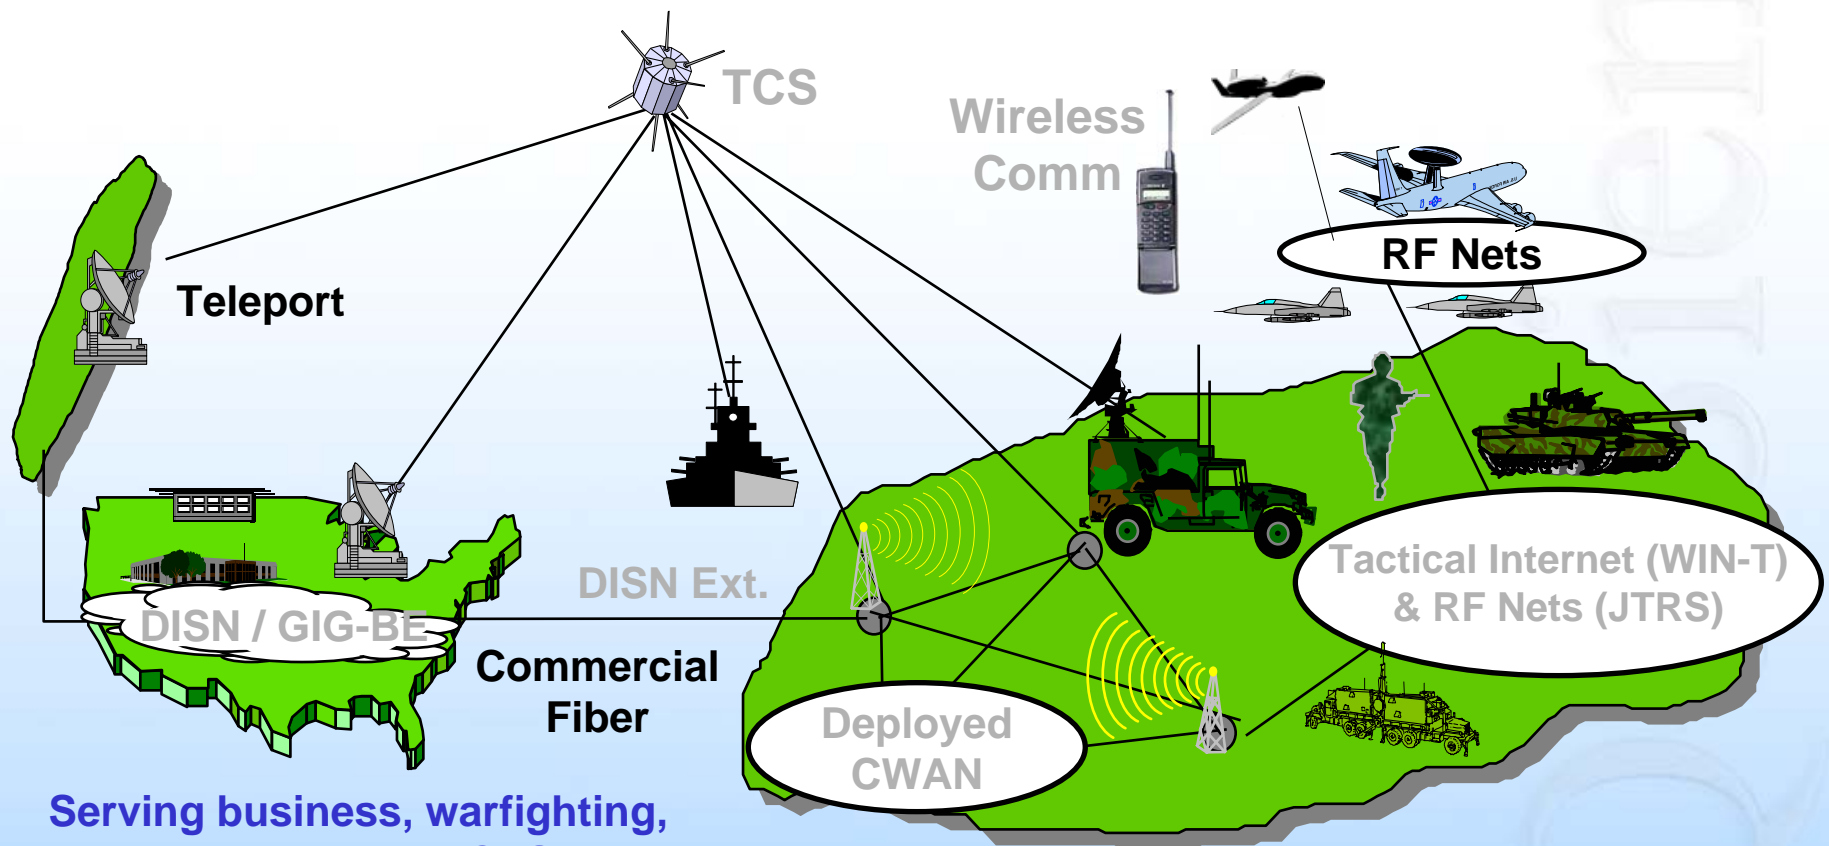 TCS
Wireless
Comm
RF Nets
Teleport
Tactical Internet (WIN-T)
& RF Nets (JTRS)
DISN Ext.
DISN / GIG-BE
Commercial
Fiber
Deployed
CWAN
Serving business, warfighting,